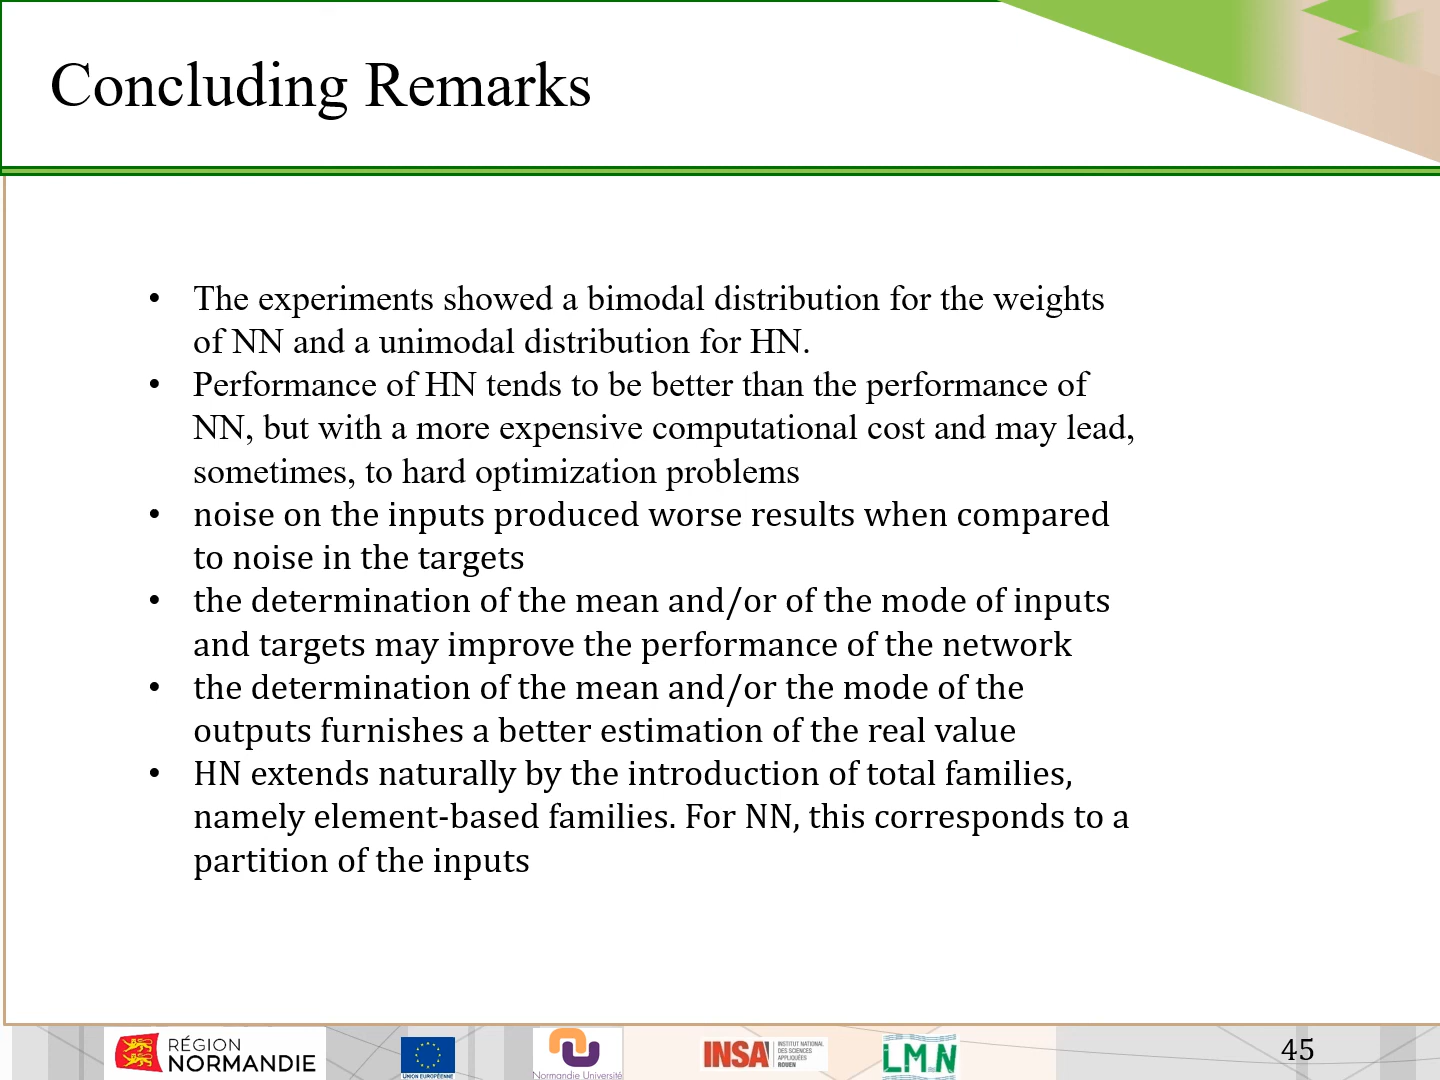 Concluding Remarks
• The experiments showed a bimodal distribution for the weights
of NN and a unimodal distribution for HN.
• Performance of HN tends to be better than the performance of
NN, but with a more expensive computational cost and may lead,
sometimes, to hard optimization problems
• noise on the inputs produced worse results when compared
to noise in the targets
• the determination of the mean and/or of the mode of inputs
and targets may improve the performance of the network
• the determination of the mean and/or the mode of the
outputs furnishes a better estimation of the real value
• HN extends naturally by the introduction of total families,
namely element-based families. For NN, this corresponds to a
partition of the inputs
RÉGION
NORMANDIE
UNION EUROPÉENNE
Normandie Université
INSA
INSTITUT NATIONAL
DES SCIENCES
APPLIQUÉES
ROUEN
LMN
45